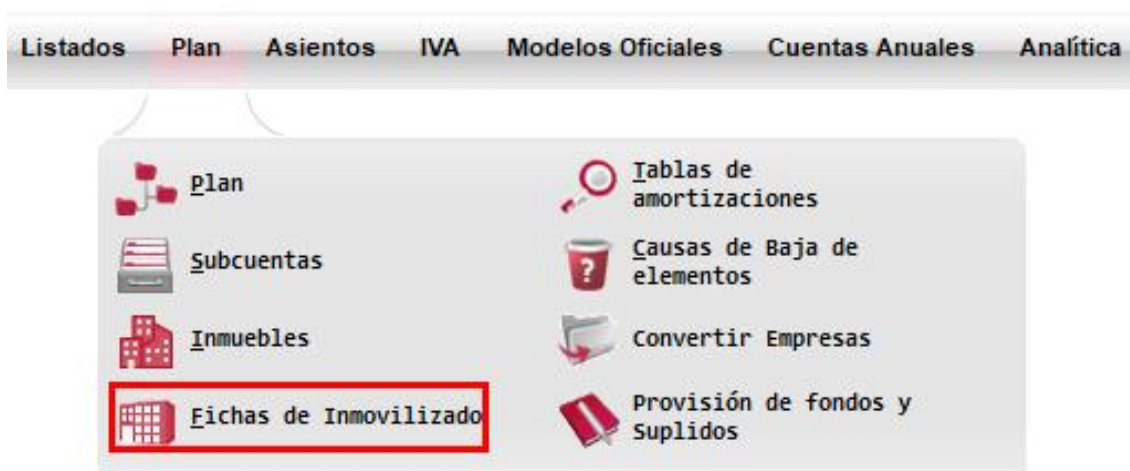 Listados Plan Asientos IVA Modelos Oficiales Cuentas Anuales Analítica
Plan
Subcuentas
Inmuebles
Fichas de Inmovilizado
Tablas de
amortizaciones
Causas de Baja de
elementos
Convertir Empresas
Provisión de fondos y
Suplidos